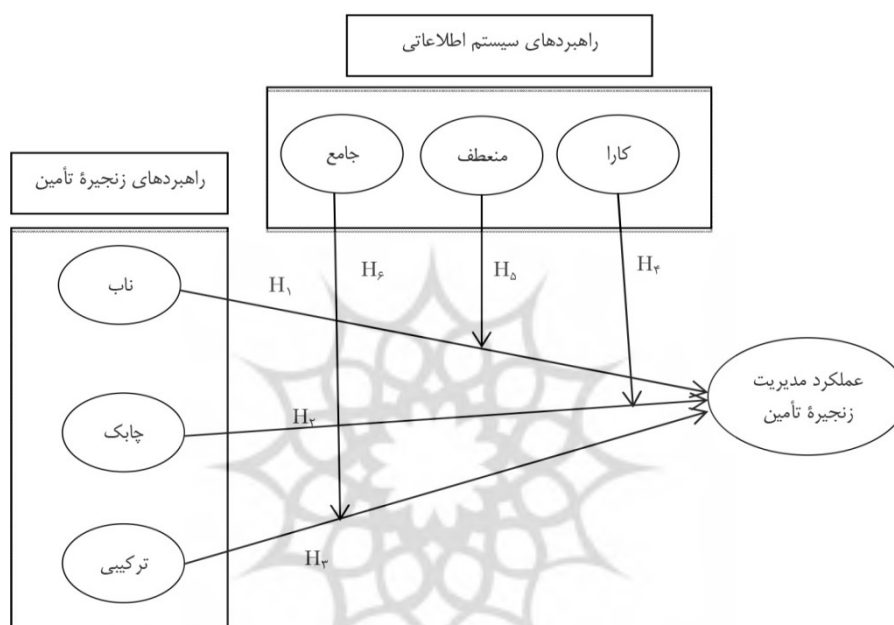 راهبردهای سیستم اطلاعاتی
کارا
منعطف
جامع
راهبردهای زنجیرهٔ تأمین
ناب
چابک
ترکیبی
H۱
H۲
H۳
H۴
H۵
H۶
عملکرد مدیریت
زنجیرهٔ تأمین